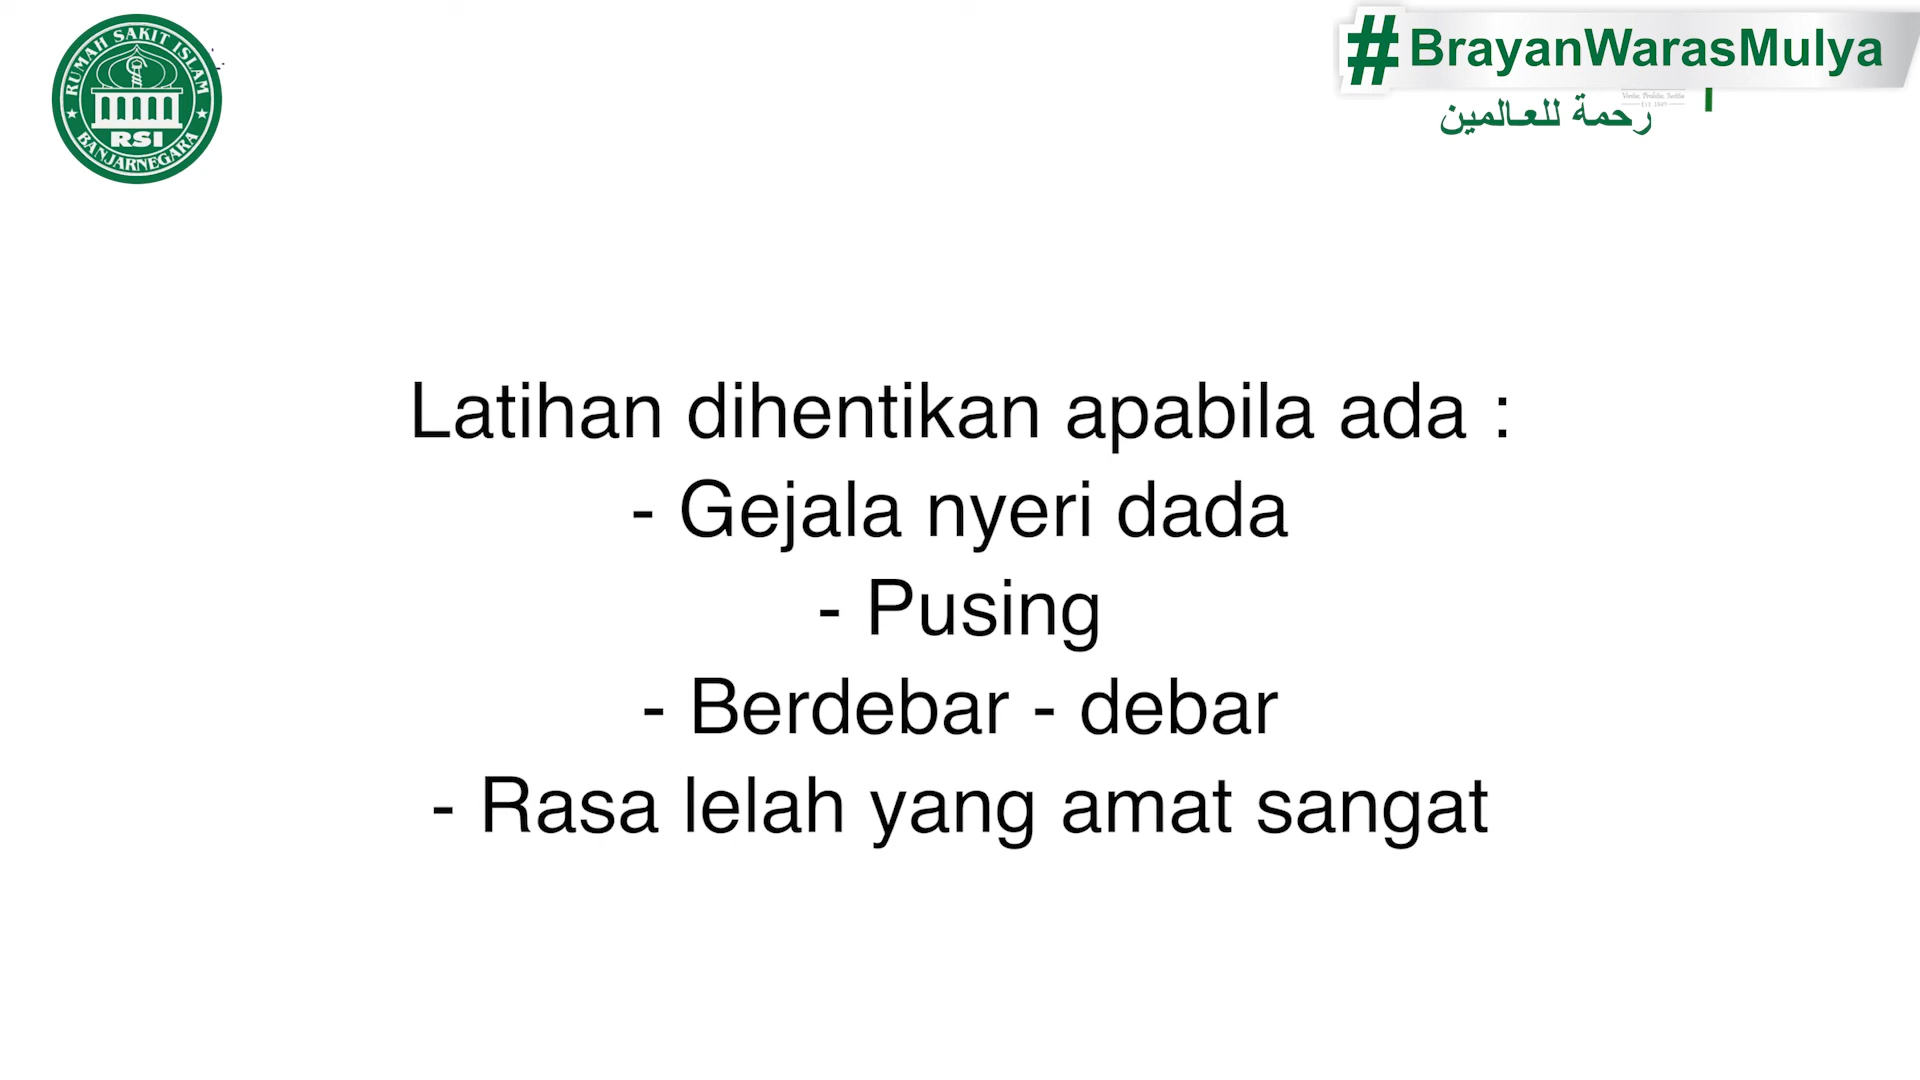 RUMAH SAKIT ISLAM
RSI
BANJARNEGARA
#BrayanWarasMulya
رحمة للعالمين
Latihan dihentikan apabila ada :
- Gejala nyeri dada
- Pusing
- Berdebar - debar
- Rasa lelah yang amat sangat